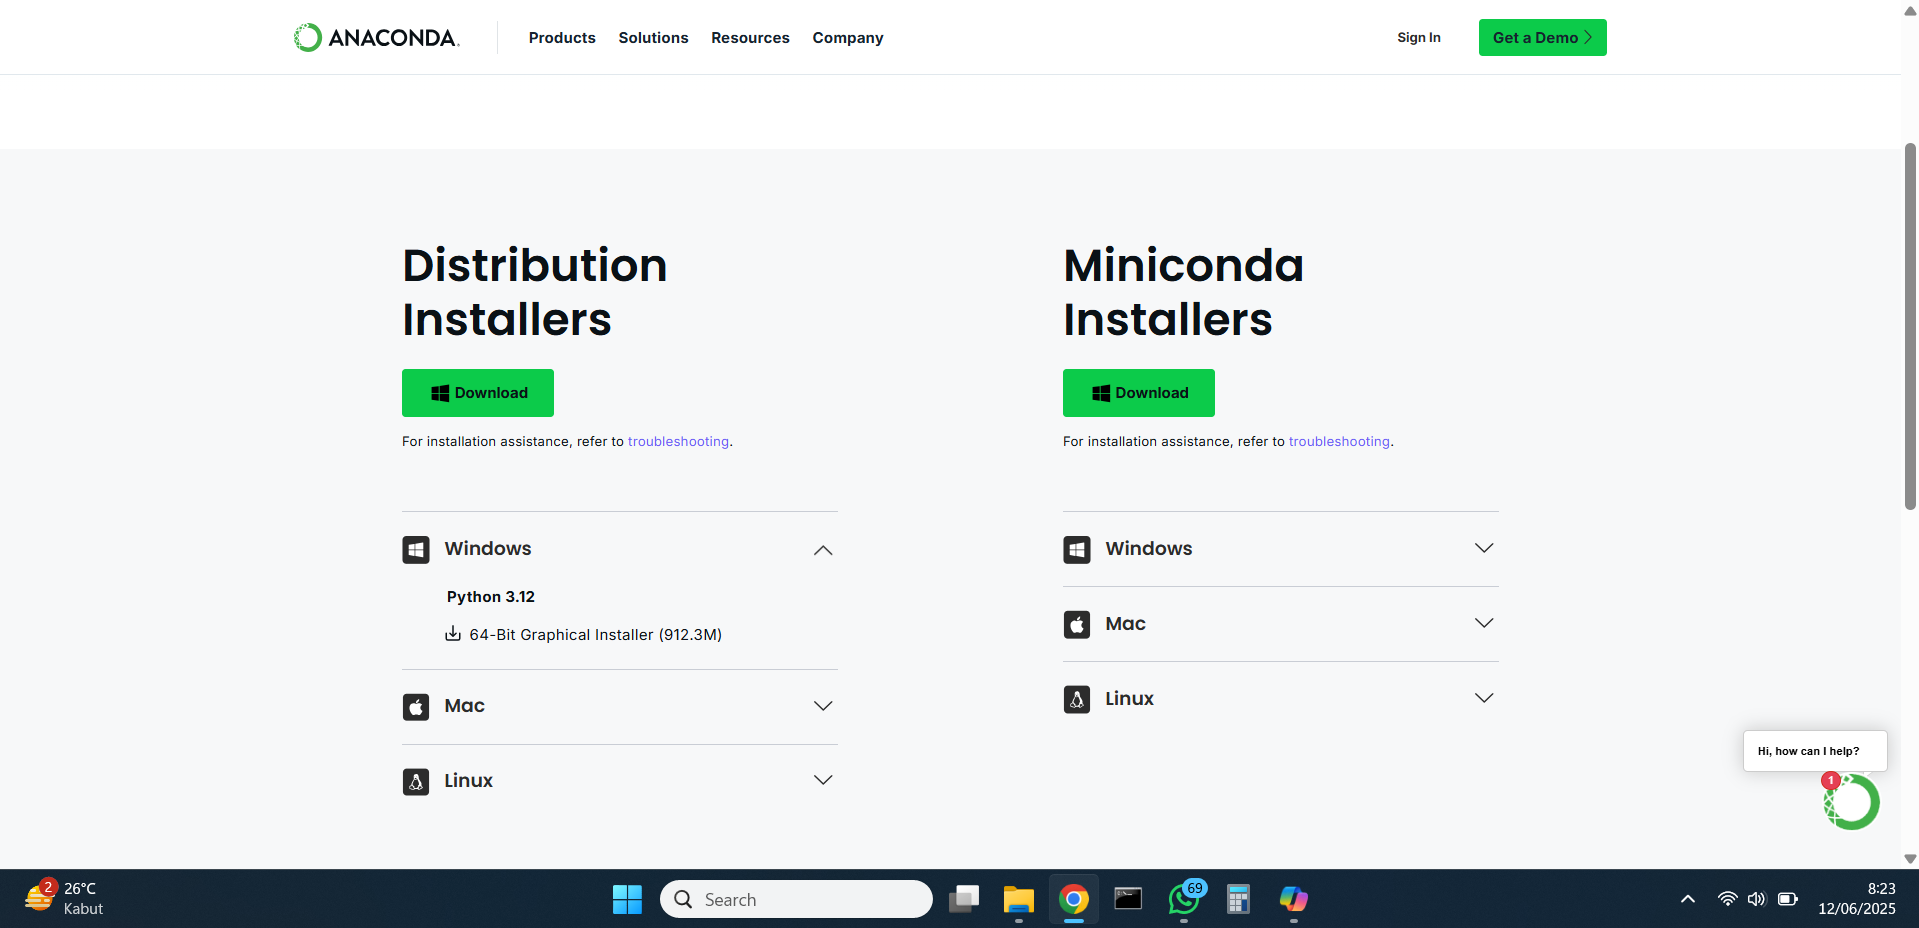 ANACONDA.
Products Solutions Resources Company
Sign In
Get a Demo
Distribution
Installers
Download
For installation assistance, refer to troubleshooting.
Windows
Python 3.12
64-Bit Graphical Installer (912.3M)
Mac
Linux
Miniconda
Installers
Download
For installation assistance, refer to troubleshooting.
Windows
Mac
Linux
Hi, how can I help?
1
2
26°C
Kabut
Search
69
8:23
12/06/2025